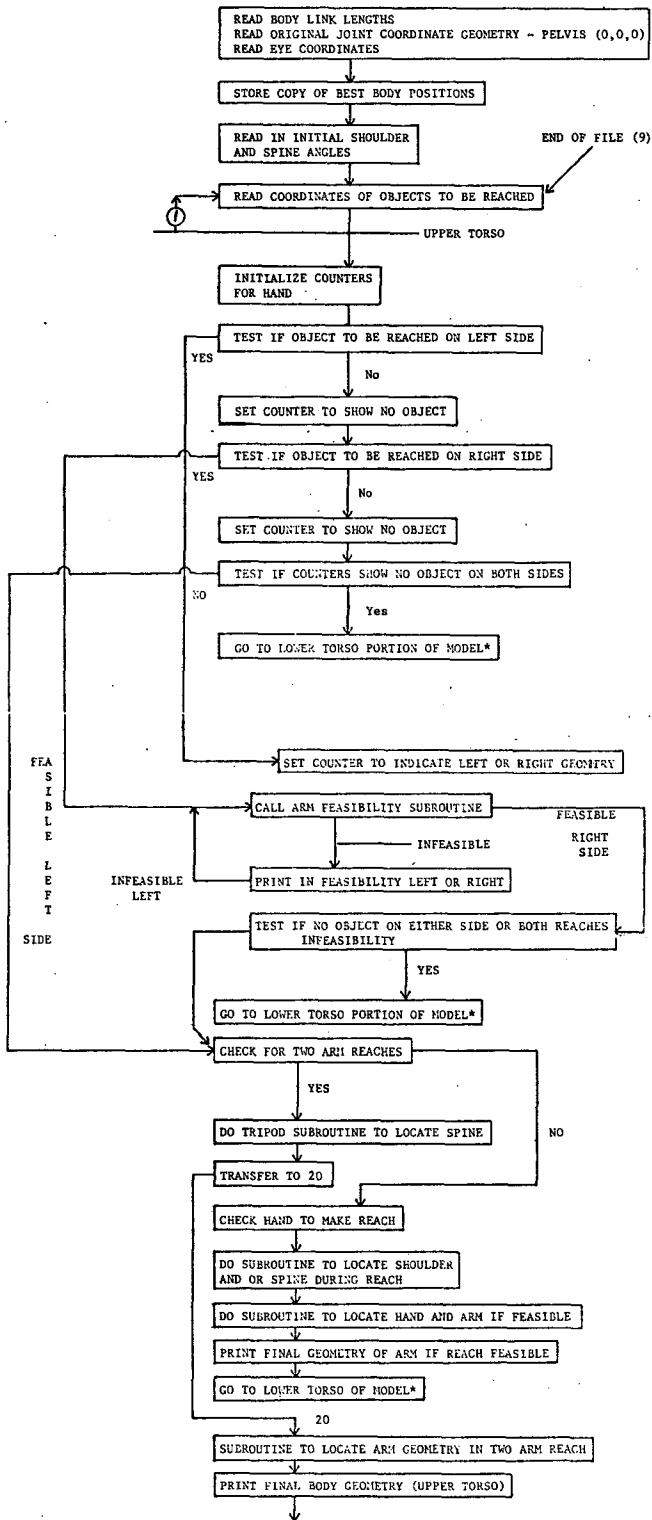 READ BODY LINK LENGTHS
READ ORIGINAL JOINT COORDINATE GEOMETRY - PELVIS (0,0,0)
READ EYE COORDINATES
STORE COPY OF BEST BODY POSITIONS
READ IN INITIAL SHOULDER
AND SPINE ANGLES
END OF FILE (9)
READ COORDINATES OF OBJECTS TO BE REACHED
1
UPPER TORSO
INITIALIZE COUNTERS
FOR HAND
TEST IF OBJECT TO BE REACHED ON LEFT SIDE
YES
No
SET COUNTER TO SHOW NO OBJECT
TEST IF OBJECT TO BE REACHED ON RIGHT SIDE
YES
No
SET COUNTER TO SHOW NO OBJECT
TEST IF COUNTERS SHOW NO OBJECT ON BOTH SIDES
NO
Yes
GO TO LOWER TORSO PORTION OF MODEL*
SET COUNTER TO INDICATE LEFT OR RIGHT GEOMTRY
FEASIBLE LEFT SIDE
CALL ARM FEASIBILITY SUBROUTINE
FEASIBLE
RIGHT
SIDE
INFEASIBLE
INFEASIBLE
LEFT
PRINT IN FEASIBILITY LEFT OR RIGHT
TEST IF NO OBJECT ON EITHER SIDE OR BOTH REACHES
INFEASIBILITY
YES
GO TO LOWER TORSO PORTION OF MODEL*
CHECK FOR TWO ARM REACHES
YES
NO
DO TRIPOD SUBROUTINE TO LOCATE SPINE
TRANSFER TO 20
CHECK HAND TO MAKE REACH
DO SUBROUTINE TO LOCATE SHOULDER
AND OR SPINE DURING REACH
DO SUBROUTINE TO LOCATE HAND AND ARM IF FEASIBLE
PRINT FINAL GEOMETRY OF ARM IF REACH FEASIBLE
GO TO LOWER TORSO OF MODEL*
20
SUBROUTINE TO LOCATE ARM GEOMETRY IN TWO ARM REACH
PRINT FINAL BODY GEOMETRY (UPPER TORSO)